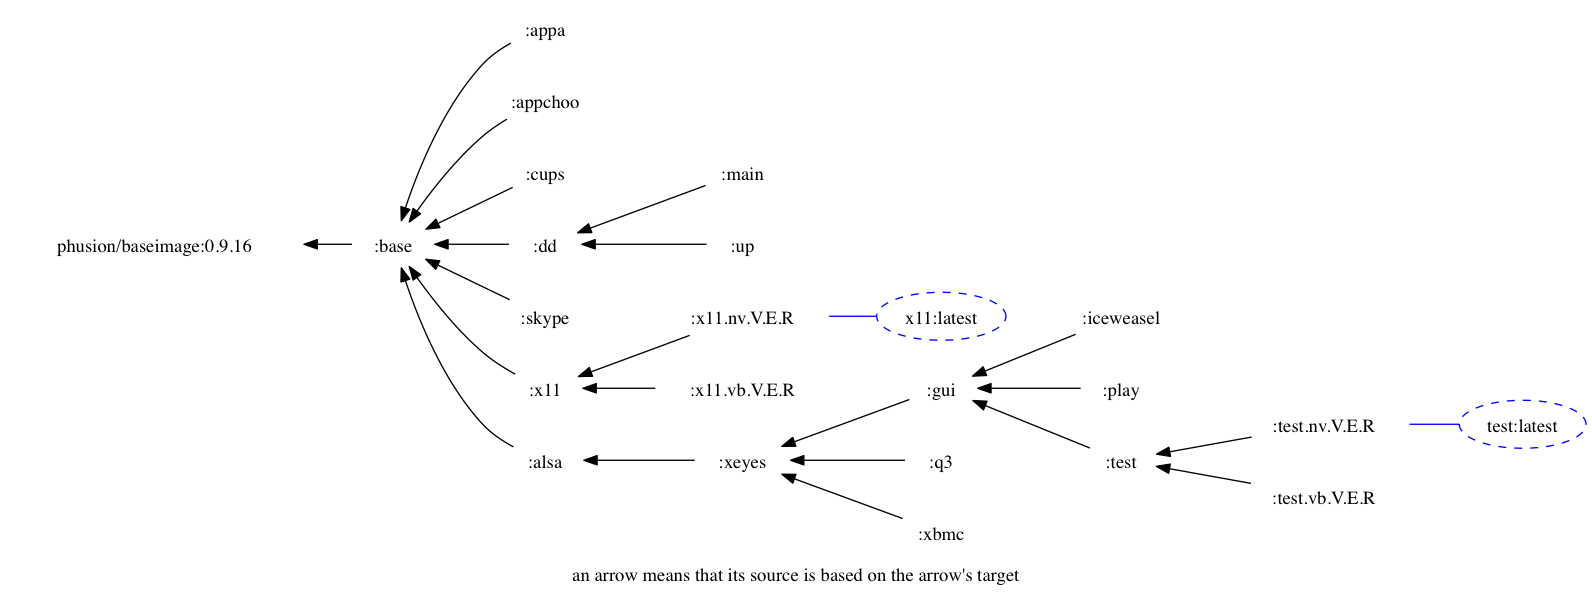 :appa
:appchoo
:cups
:main
phusion/baseimage:0.9.16
:base
:dd
:up
:skype
:x11.nv.V.E.R
x11:latest
:iceweasel
:x11
:x11.vb.V.E.R
:gui
:play
:test.nv.V.E.R
test:latest
:alsa
:xeyes
:q3
:test
:test.vb.V.E.R
:xbmc
an arrow means that its source is based on the arrow's target